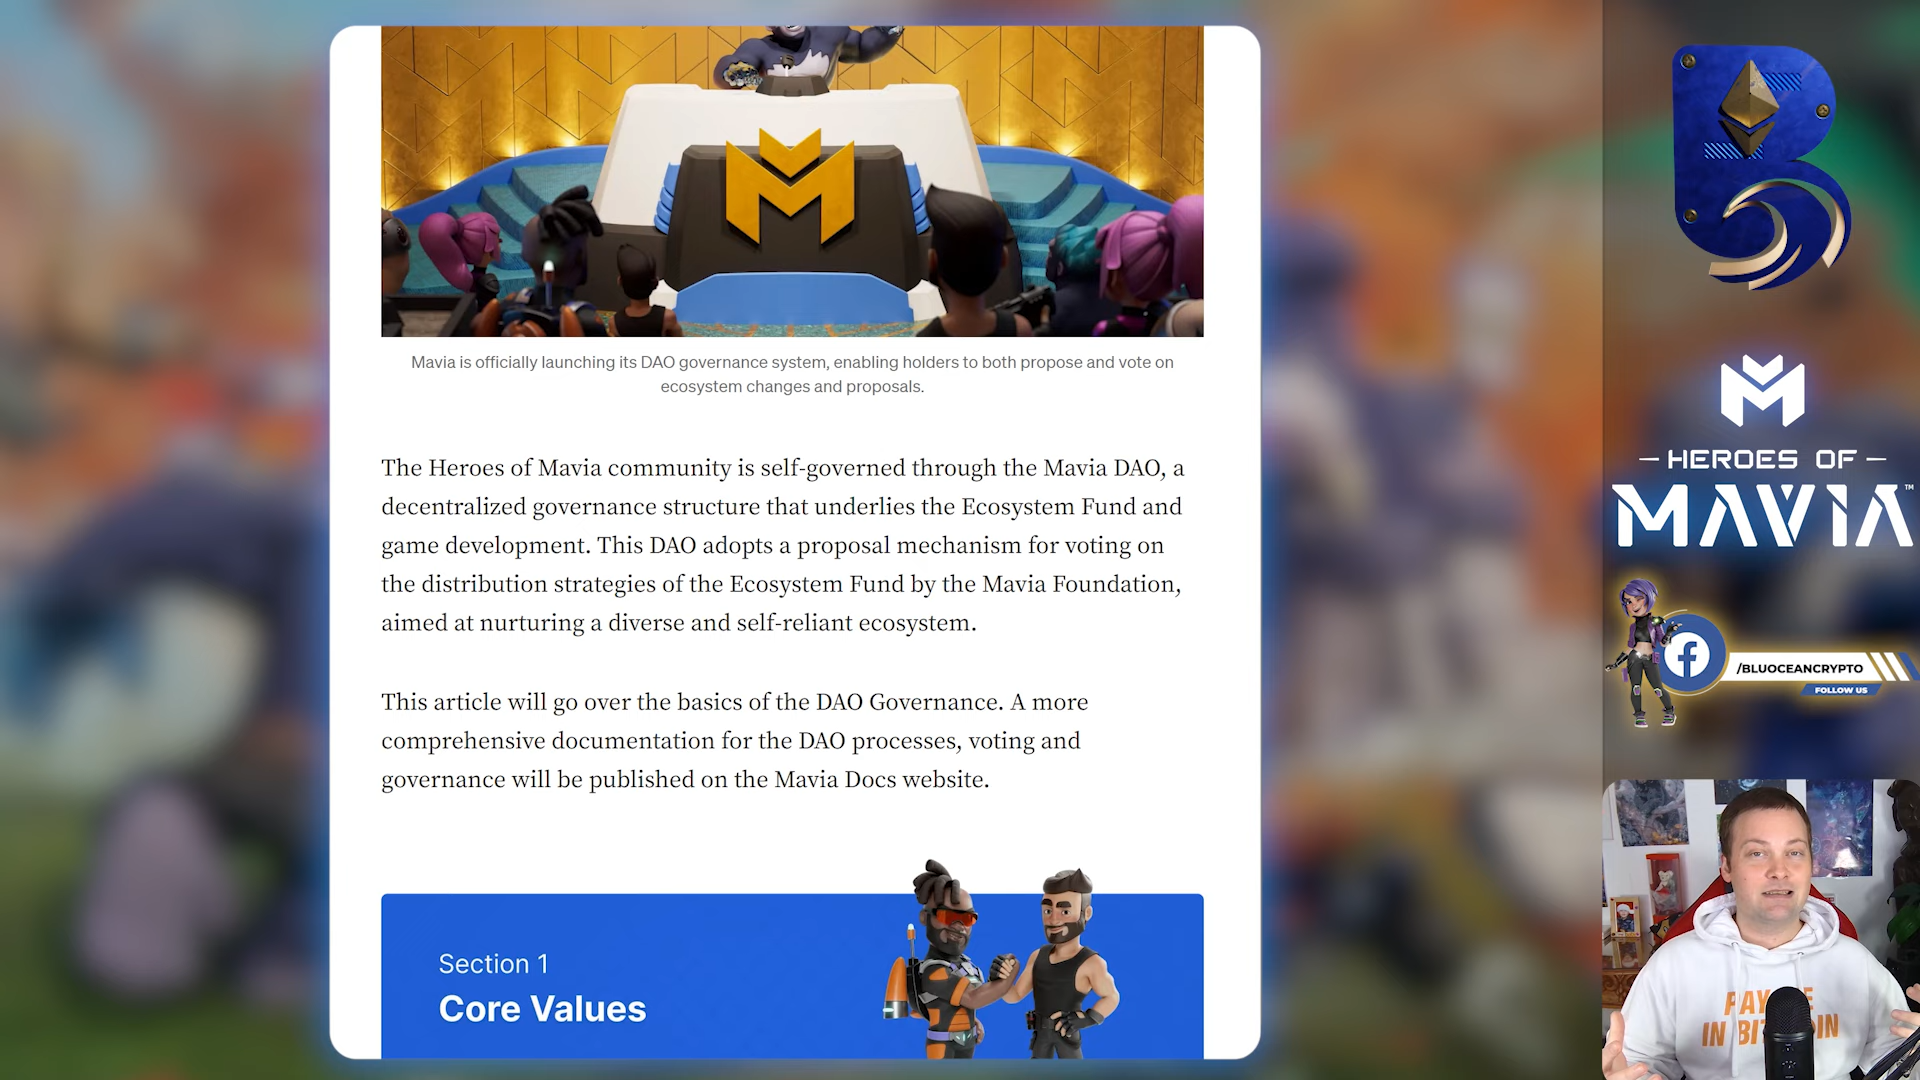 Mavia is officially launching its DAO governance system, enabling holders to both propose and vote on
ecosystem changes and proposals.
The Heroes of Mavia community is self-governed through the Mavia DAO, a
decentralized governance structure that underlies the Ecosystem Fund and
game development. This DAO adopts a proposal mechanism for voting on
the distribution strategies of the Ecosystem Fund by the Mavia Foundation,
aimed at nurturing a diverse and self-reliant ecosystem.
This article will go over the basics of the DAO Governance. A more
comprehensive documentation for the DAO processes, voting and
governance will be published on the Mavia Docs website.
Section 1
Core Values
HEROES OF
MAVIA™
/BLUOCEANCRYPTO
FOLLOW US
IN